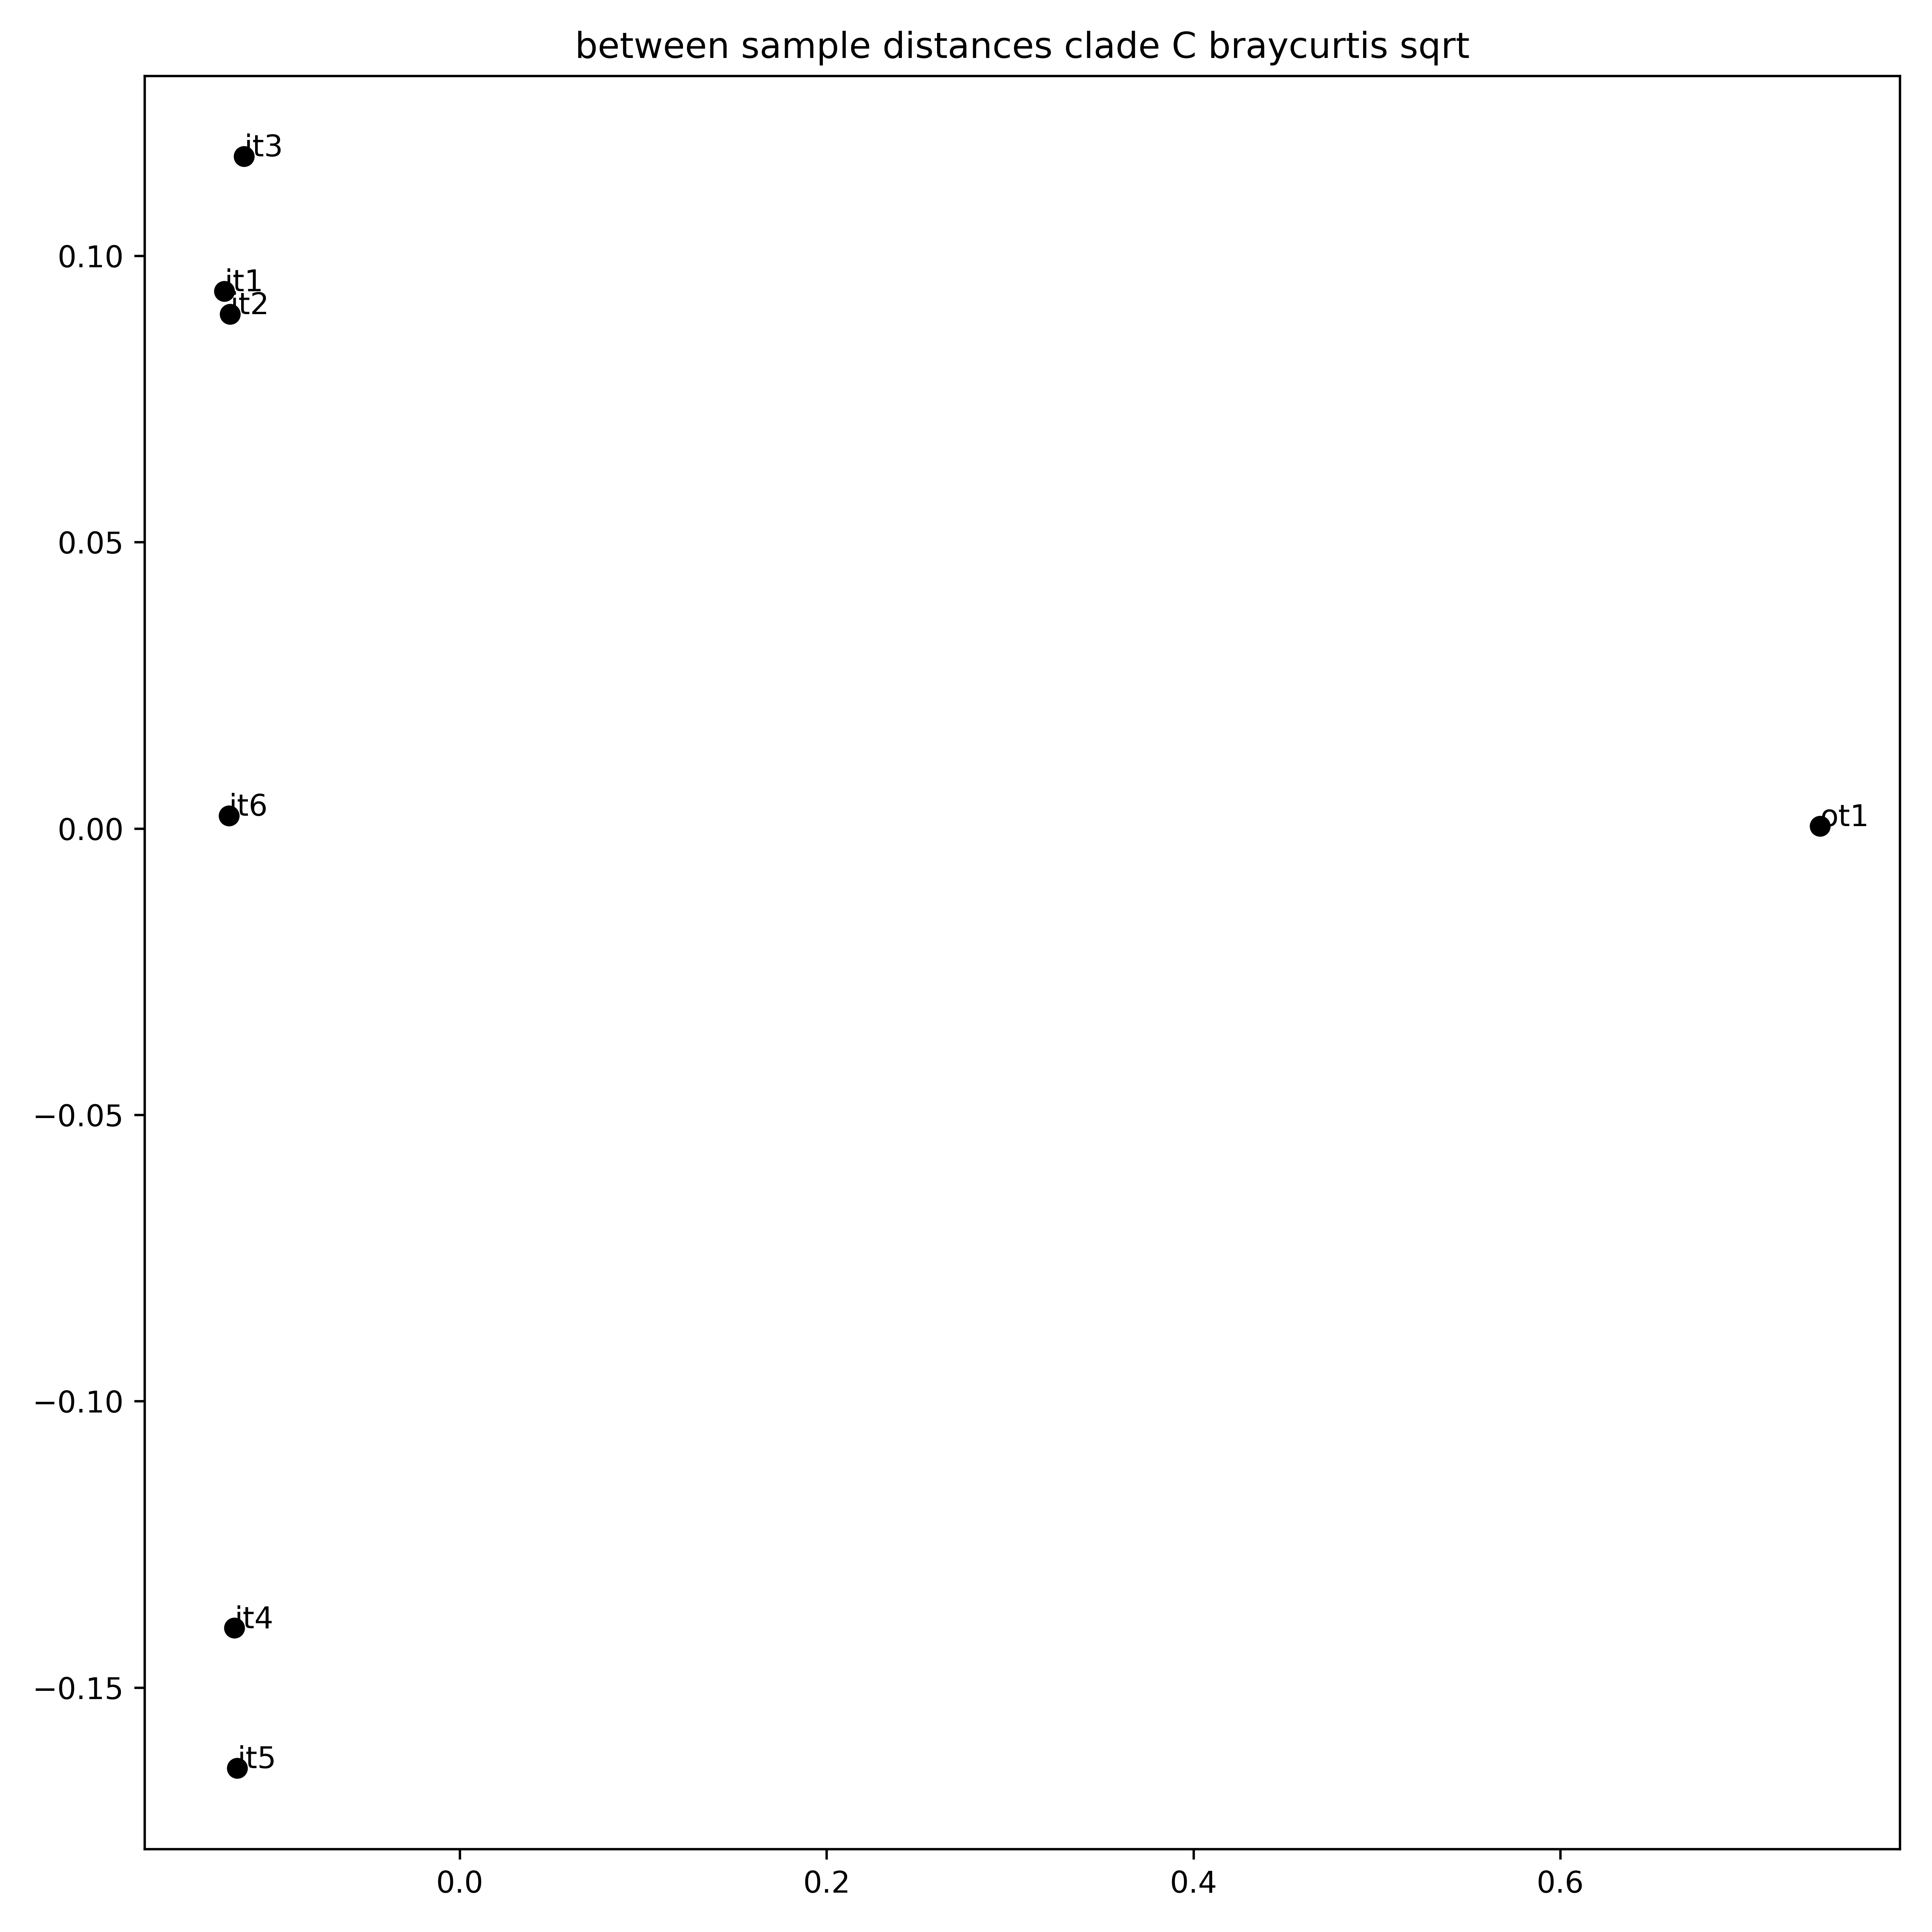 between sample distances clade C braycurtis sqrt
it3
0.10
it1
it2
0.05
it6
ot1
0.00
−0.05
−0.10
it4
−0.15
it5
0.0 0.2 0.4 0.6